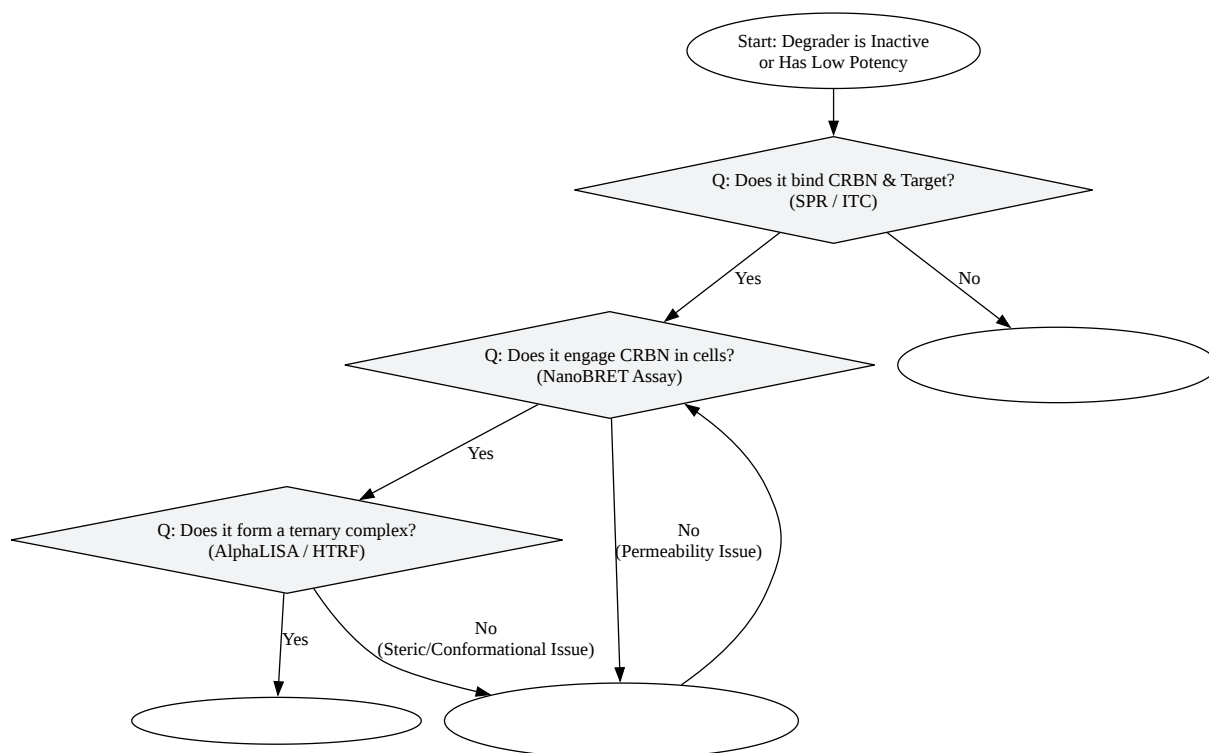 Start: Degrader is Inactive
or Has Low Potency
Q: Does it bind CRBN & Target?
(SPR / ITC)
Yes
No
Q: Does it engage CRBN in cells?
(NanoBRET Assay)
Yes
No
(Permeability Issue)
Q: Does it form a ternary complex?
(AlphaLISA / HTRF)
Yes
No
(Steric/Conformational Issue)